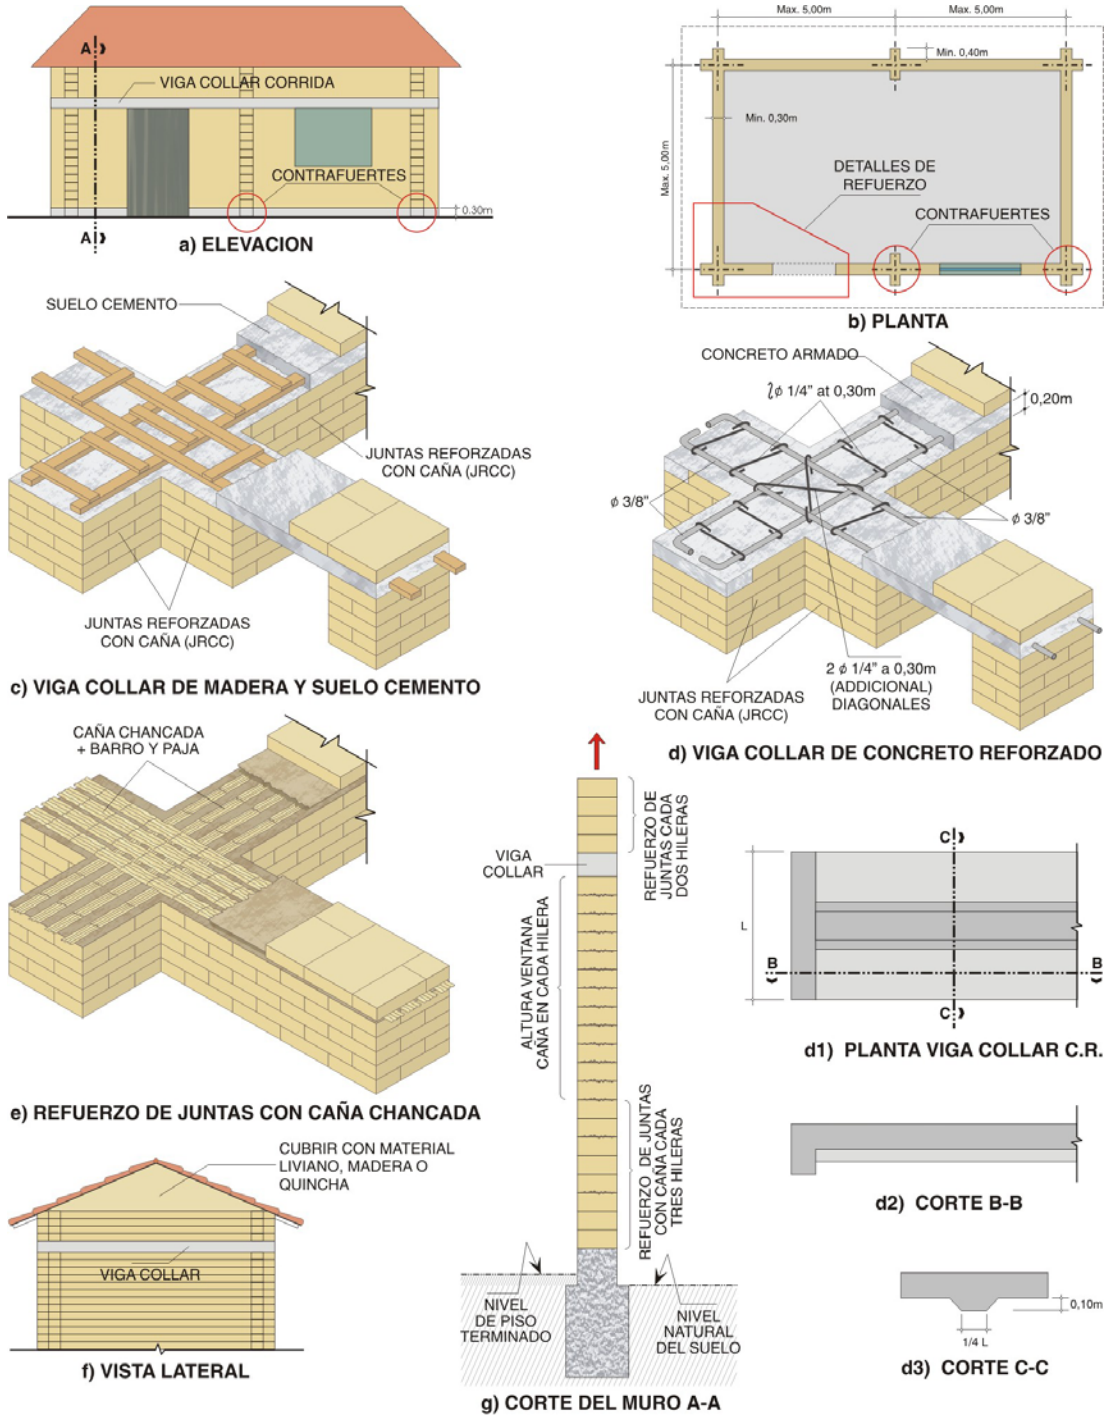 A
VIGA COLLAR CORRIDA
CONTRAFUERTES
0.30m
A
a) ELEVACION
Max. 5,00m
Max. 5,00m
Min. 0,40m
Min. 0,30m
Max. 5,00m
DETALLES DE
REFUERZO
CONTRAFUERTES
b) PLANTA
SUELO CEMENTO
JUNTAS REFORZADAS
CON CAÑA (JRCC)
JUNTAS REFORZADAS
CON CAÑA (JRCC)
c) VIGA COLLAR DE MADERA Y SUELO CEMENTO
CONCRETO ARMADO
ϕ 1/4" at 0,30m
0,20m
ϕ 3/8"
ϕ 3/8"
JUNTAS REFORZADAS
CON CAÑA (JRCC)
2 ϕ 1/4" a 0,30m
(ADDICIONAL)
DIAGONALES
d) VIGA COLLAR DE CONCRETO REFORZADO
CAÑA CHANCADA
+ BARRO Y PAJA
e) REFUERZO DE JUNTAS CON CAÑA CHANCADA
REFUERZO DE
JUNTAS CADA
DOS HILERAS
VIGA
COLLAR
ALTURA VENTANA
CAÑA EN CADA HILERA
REFUERZO DE JUNTAS
CON CAÑA CADA
TRES HILERAS
NIVEL
DE PISO
TERMINADO
NIVEL
NATURAL
DEL SUELO
g) CORTE DEL MURO A-A
C
L
B
B
C
d1) PLANTA VIGA COLLAR C.R.
d2) CORTE B-B
0,10m
1/4 L
d3) CORTE C-C
CUBRIR CON MATERIAL
LIVIANO, MADERA O
QUINCHA
VIGA COLLAR
f) VISTA LATERAL